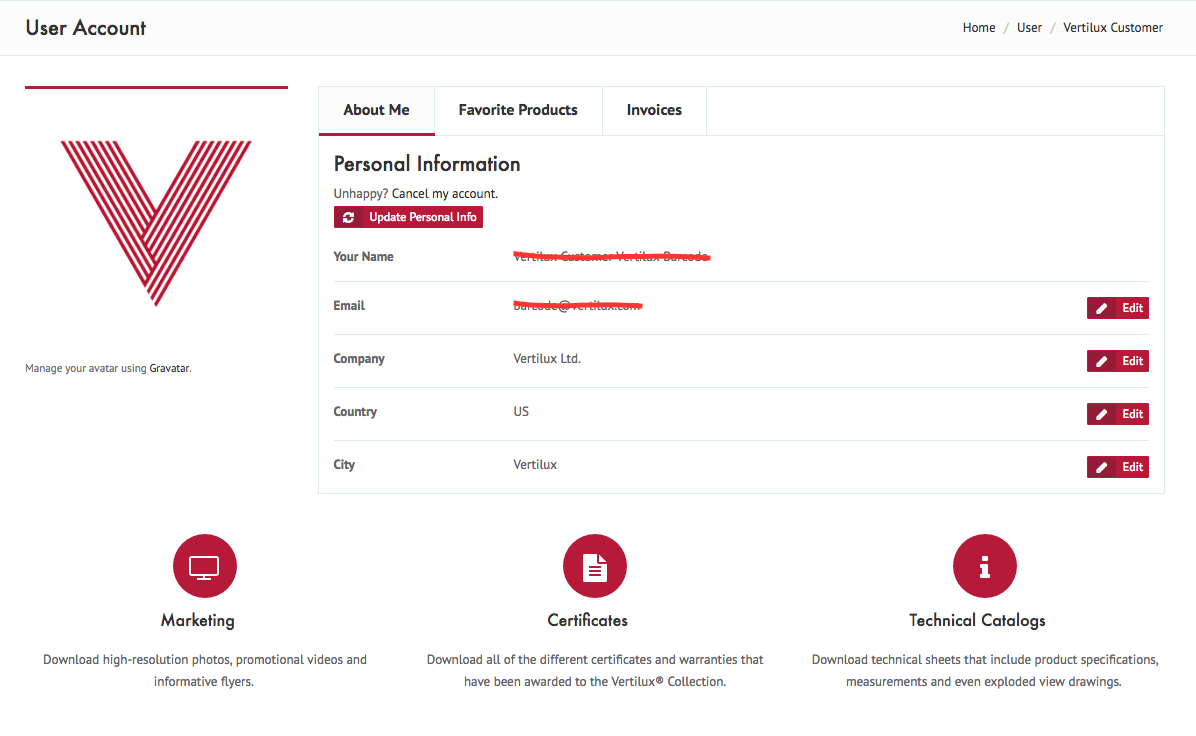 User Account
Home / User / Vertilux Customer
About Me
Favorite Products
Invoices
Personal Information
Unhappy? Cancel my account.
Update Personal Info
Your Name
Email
Edit
Company
Vertilux Ltd.
Edit
Country
US
Edit
City
Vertilux
Edit
Manage your avatar using Gravatar.
Marketing
Download high-resolution photos, promotional videos and
informative flyers.
Certificates
Download all of the different certificates and warranties that
have been awarded to the Vertilux® Collection.
Technical Catalogs
Download technical sheets that include product specifications,
measurements and even exploded view drawings.